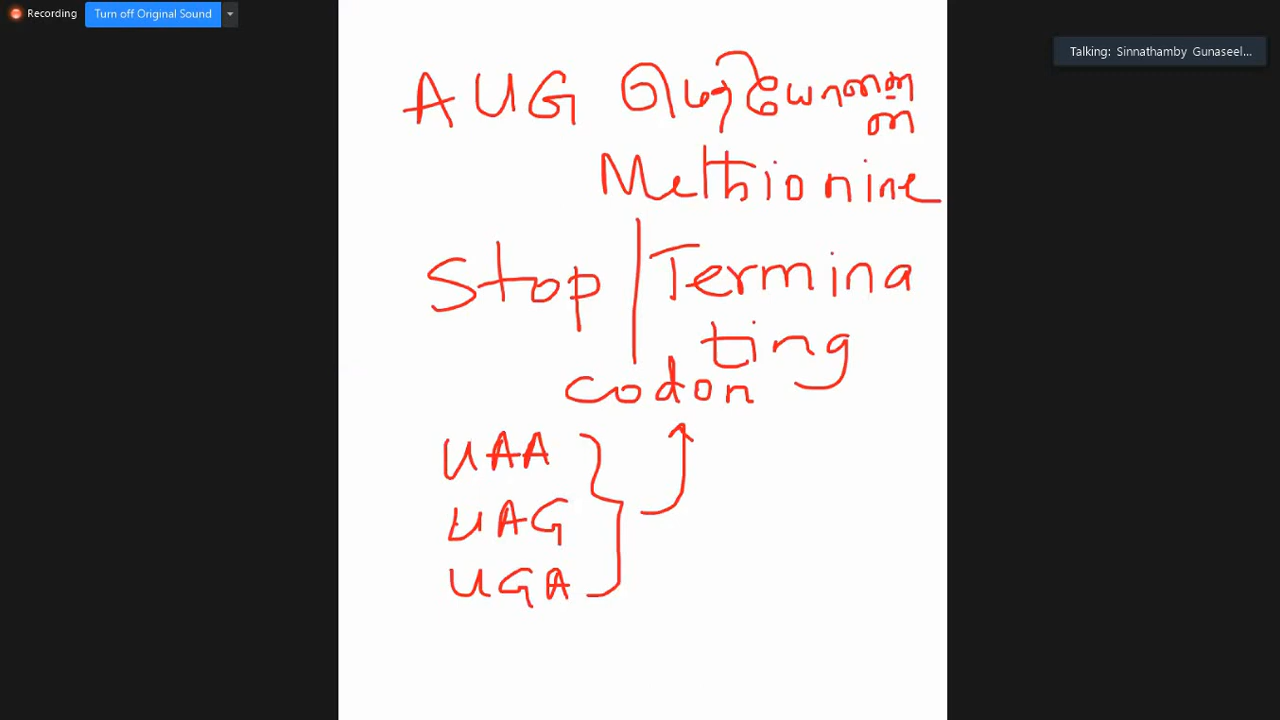 Recording
Turn off Original Sound
Talking: Sinnathamby Gunaseel...
AUG
Methionine
Stop | Termina
ting
codon
UAA
UAG
UGA